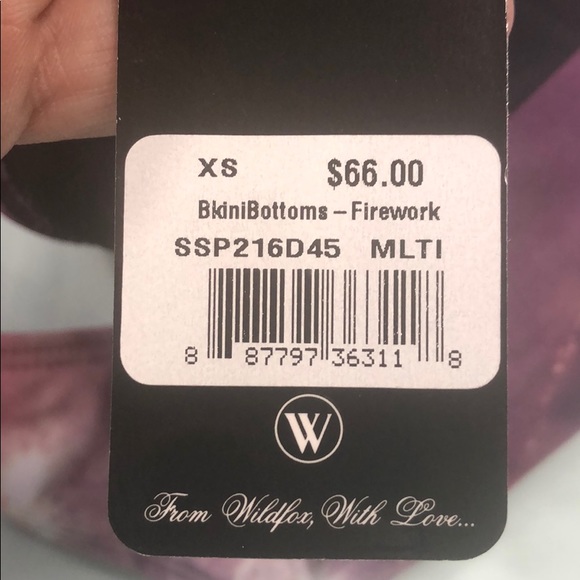 XS $66.00
BkiniBottoms – Firework
SSP216D45 MLTI
8 87797 36311 8
W
From Wildfox, With Love...